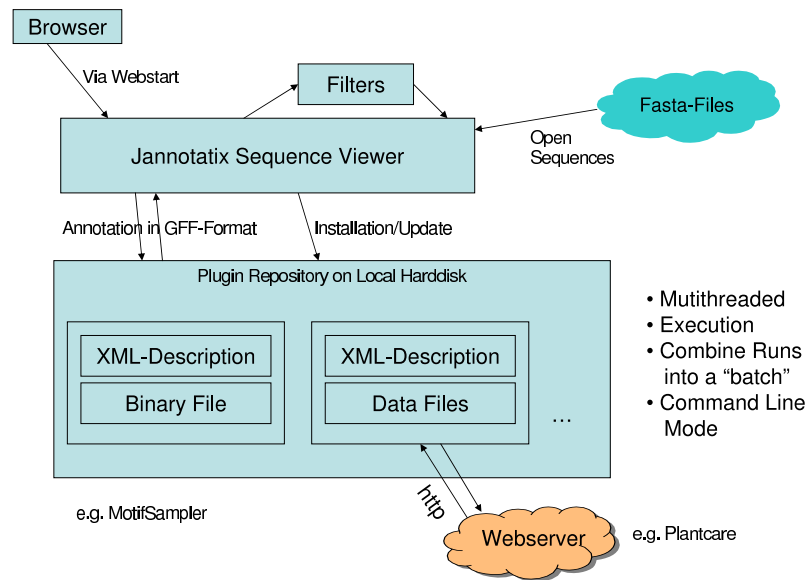 Browser
Via Webstart
Filters
Fasta-Files
Open
Sequences
Jannotatix Sequence Viewer
Annotation in GFF-Format
Installation/Update
Plugin Repository on Local Harddisk
XML-Description
Binary File
XML-Description
Data Files
...
• Mutithreaded
• Execution
• Combine Runs
into a “batch”
• Command Line
Mode
http
e.g. MotifSampler
Webserver
e.g. Plantcare